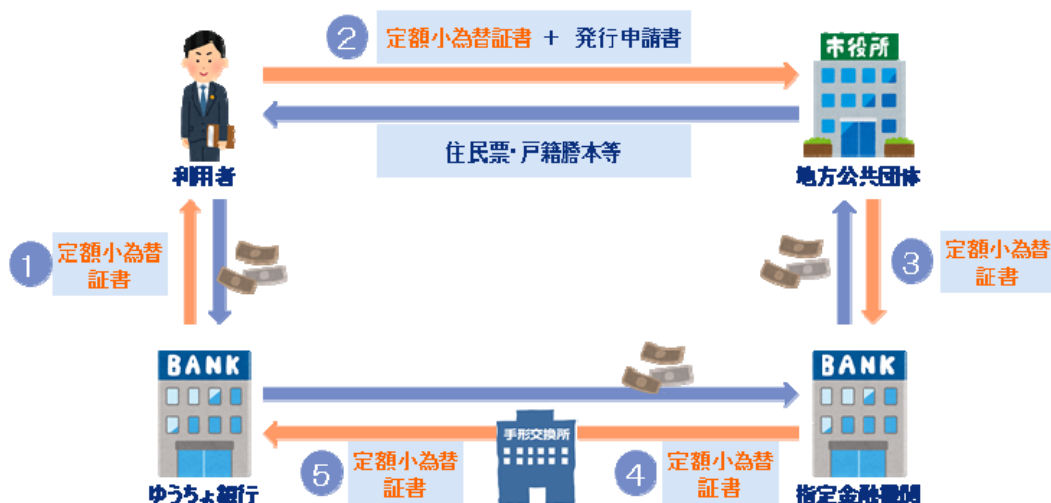 ② 定額小為替証書 + 発行申請書
市役所
住民票・戸籍謄本等
利用者
地方公共団体
① 定額小為替
証書
③ 定額小為替
証書
BANK
BANK
手形交換所
⑤ 定額小為替
証書
④ 定額小為替
証書
ゆうちょ銀行
指定金融機関